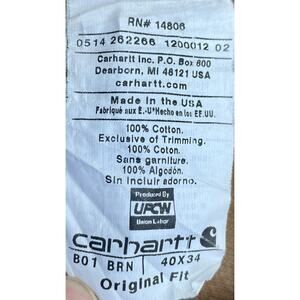 RN# 14806
0514 262266 1200012 02
Carhartt Inc. P.O. Box 600
Dearborn, MI 48121 USA
carhartt.com
Made in the USA
Fabriqué aux É.-U•Hecho en los EF.UU.
100% Cotton.
Exclusive of Trimming.
100% Coton.
Sans garniture.
100% Algodón.
Sin incluir adorno.
Produced By
UFCW
Union Labor
carhartt
B01 BRN 40X34
Original Fit